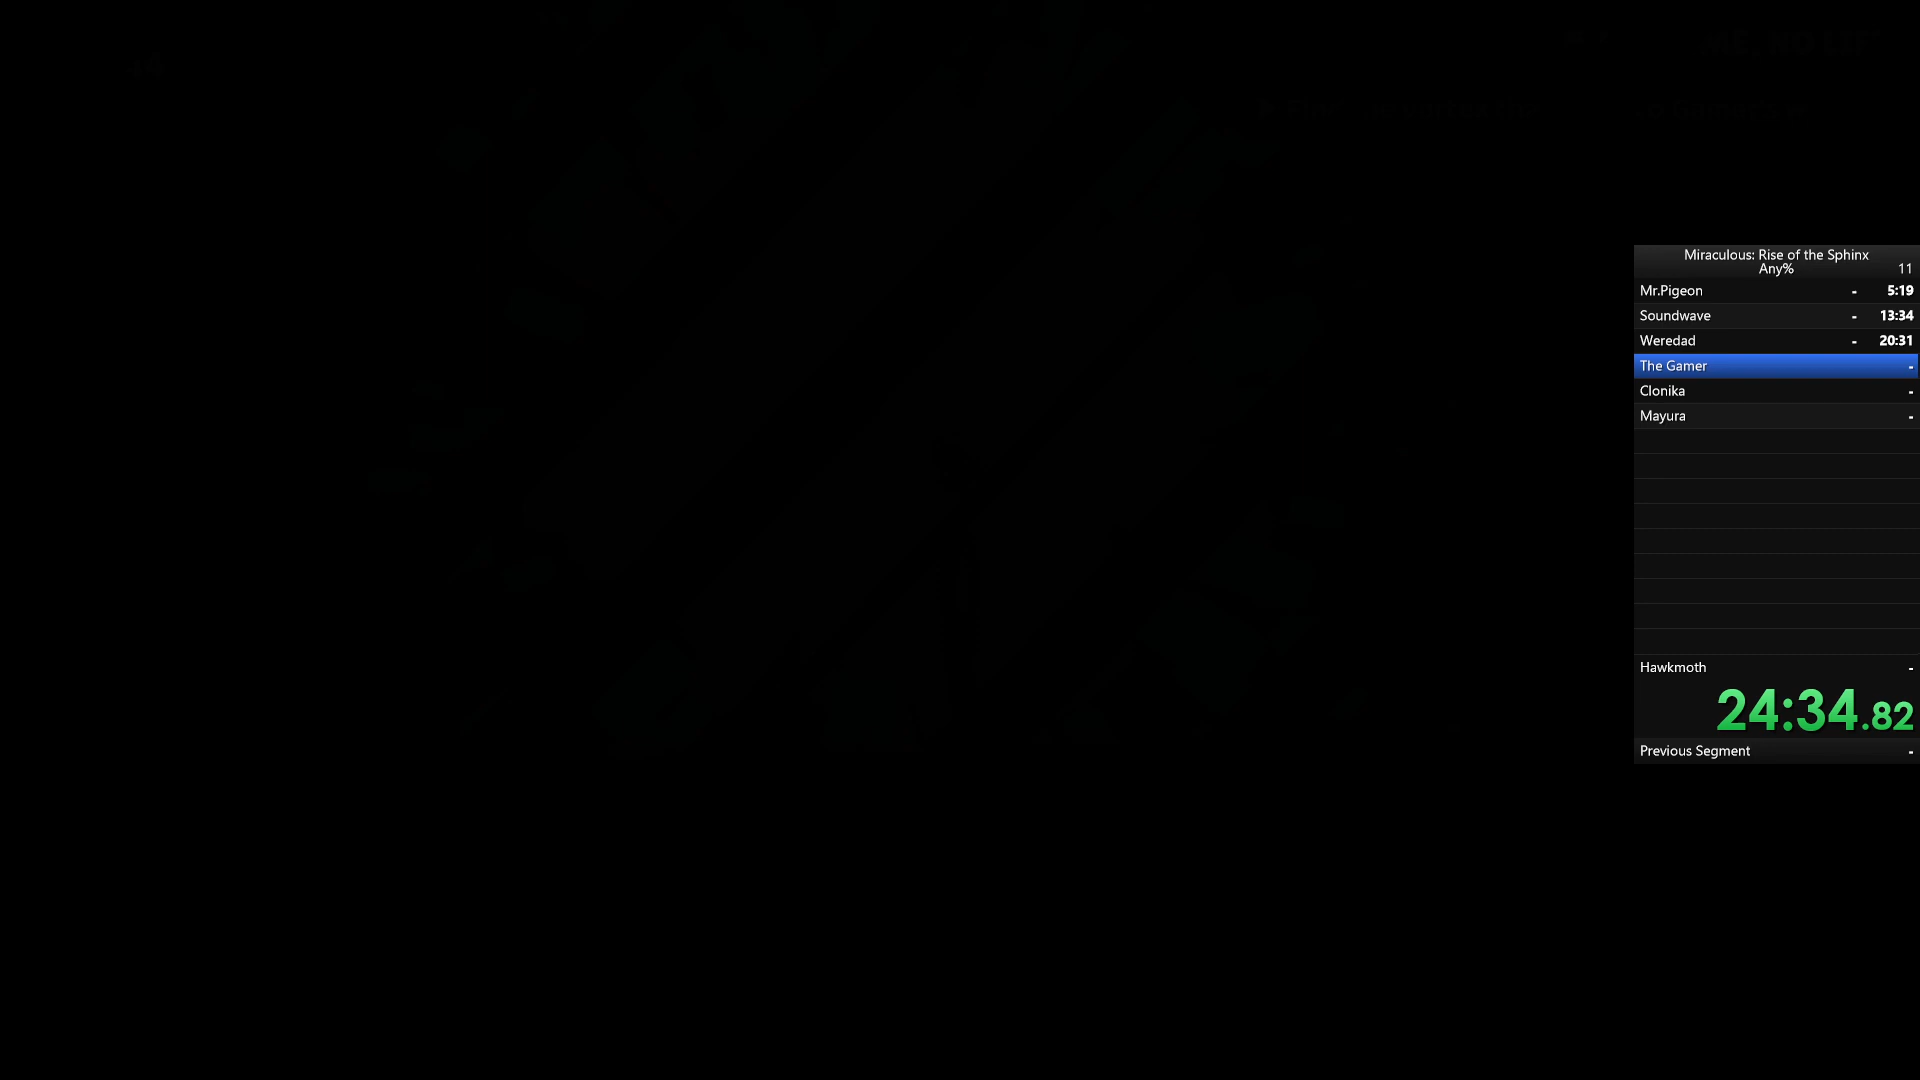 Miraculous: Rise of the Sphinx
Any% 11
Mr.Pigeon - 5:19
Soundwave - 13:34
Weredad - 20:31
The Gamer -
Clonika -
Mayura -
Hawkmoth -
24:34.82
Previous Segment -